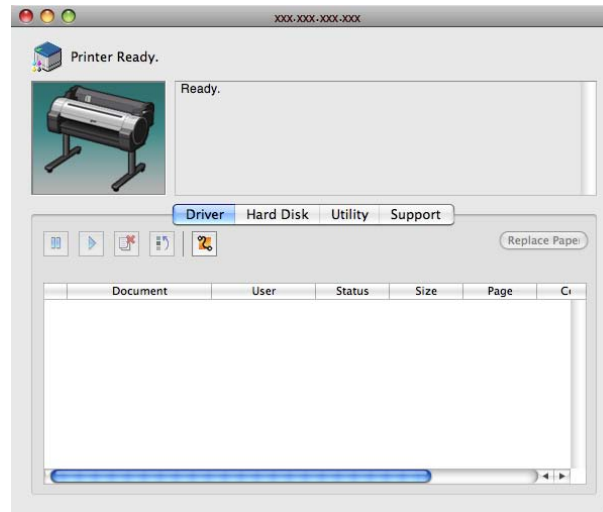 xxx-xxx-xxx-xxx
Printer Ready.
Ready.
Driver Hard Disk Utility Support
Replace Pape
Document User Status Size Page